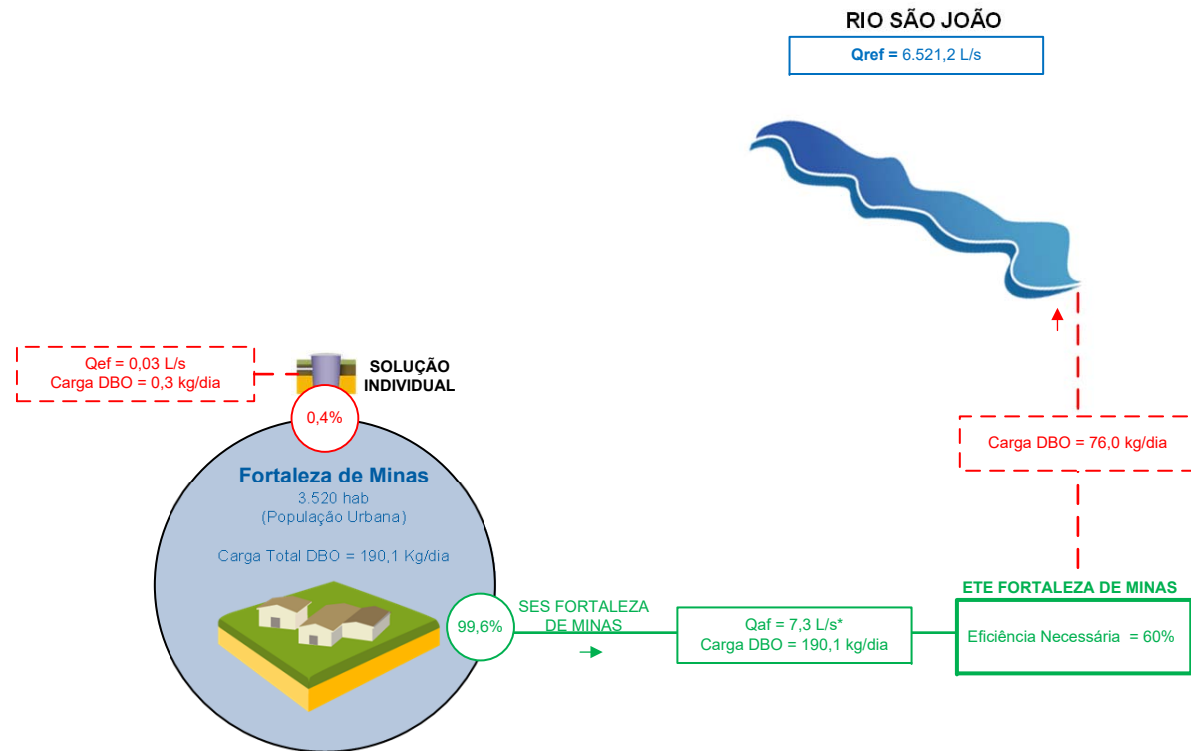 RIO SÃO JOÃO
Qref = 6.521,2 L/s
Qef = 0,03 L/s
Carga DBO = 0,3 kg/dia
SOLUÇÃO
INDIVIDUAL
0,4%
Fortaleza de Minas
3.520 hab
(População Urbana)
Carga Total DBO = 190,1 Kg/dia
99,6%
SES FORTALEZA
DE MINAS
Qaf = 7,3 L/s*
Carga DBO = 190,1 kg/dia
Carga DBO = 76,0 kg/dia
ETE FORTALEZA DE MINAS
Eficiência Necessária = 60%